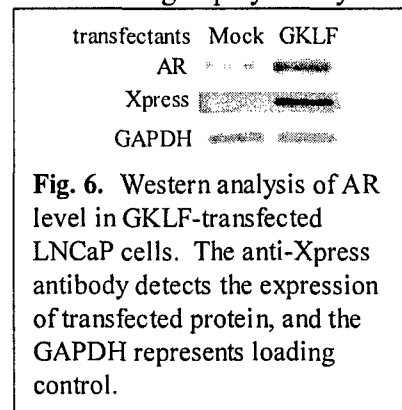 transfectants Mock GKLF
AR
Xpress
GAPDH
Fig. 6. Western analysis of AR
level in GKLF-transfected
LNCaP cells. The anti-Xpress
antibody detects the expression
of transfected protein, and the
GAPDH represents loading
control.